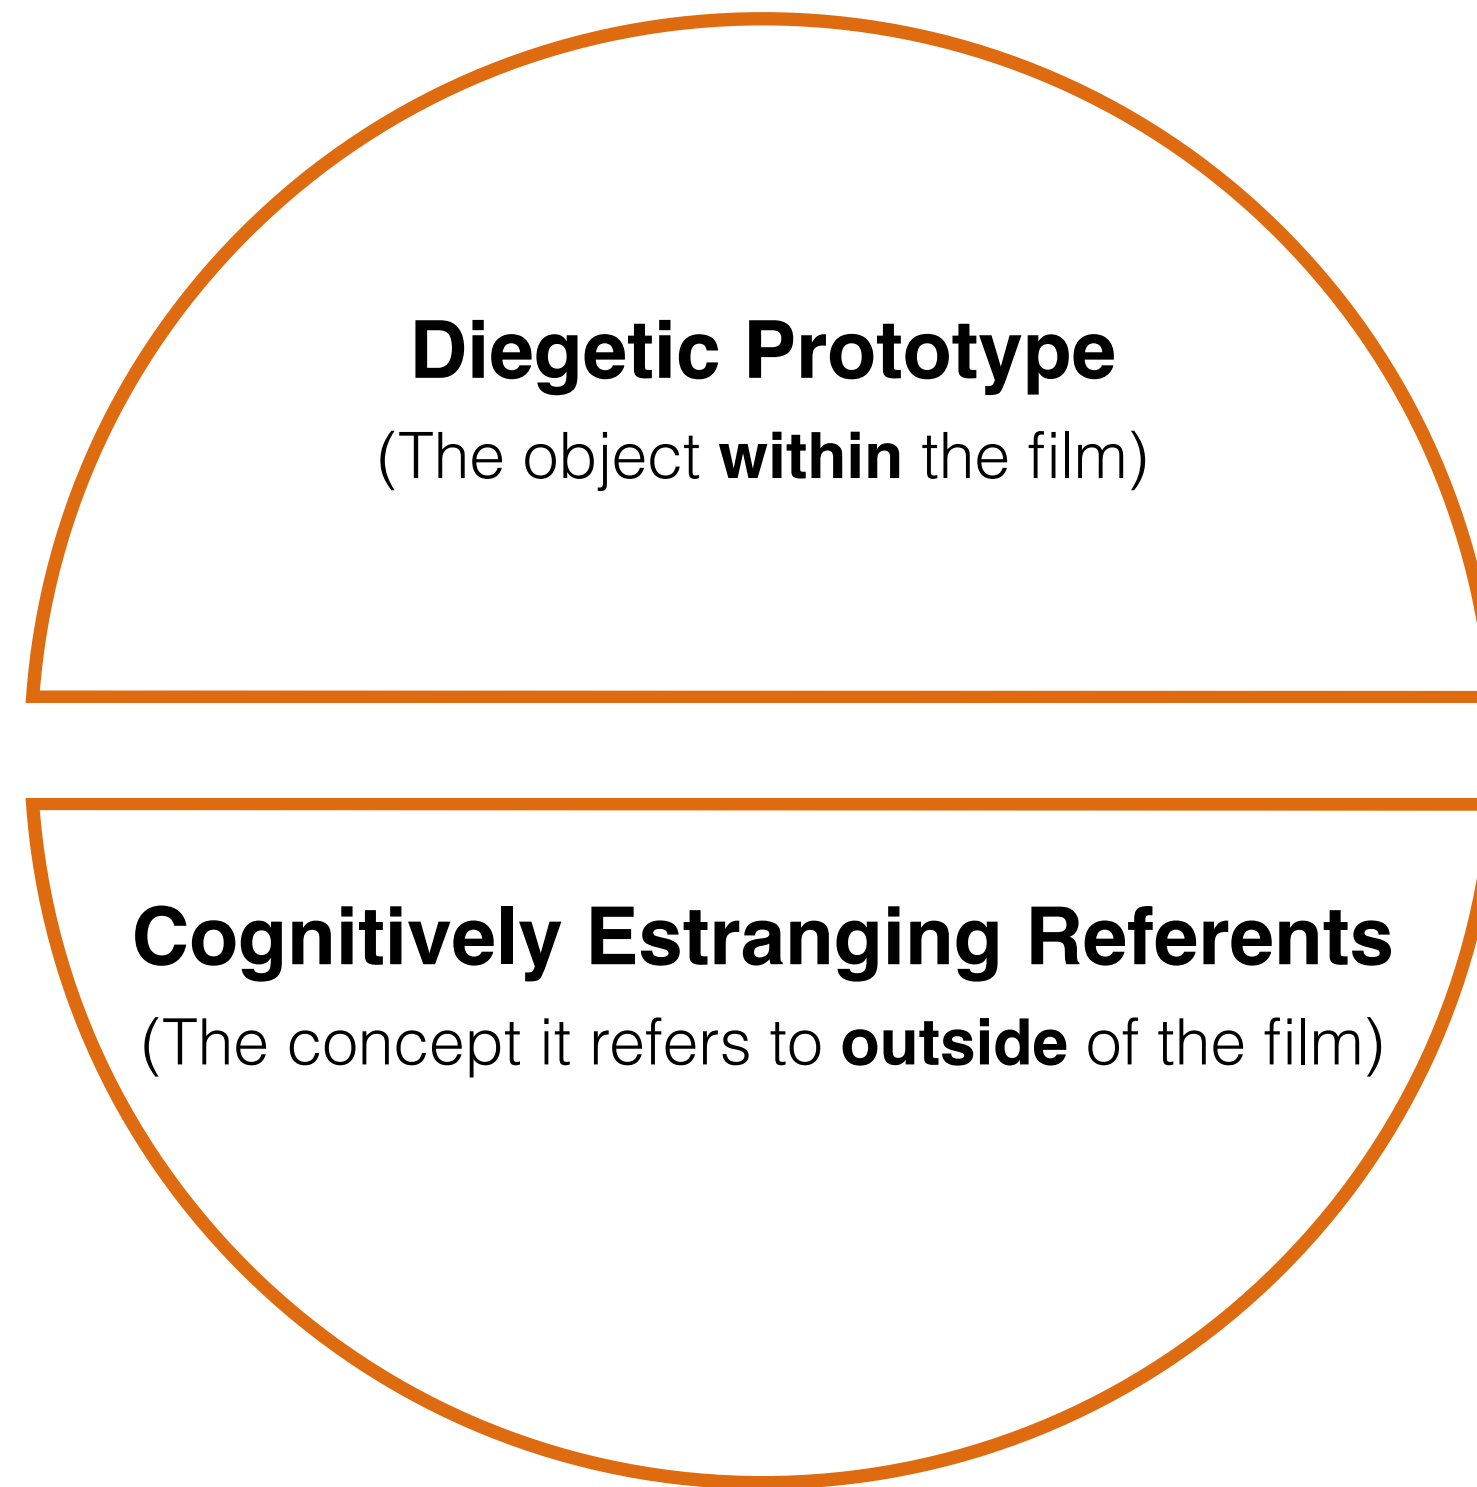 Diegetic Prototype
(The object within the film)
Cognitively Estranging Referents
(The concept it refers to outside of the film)